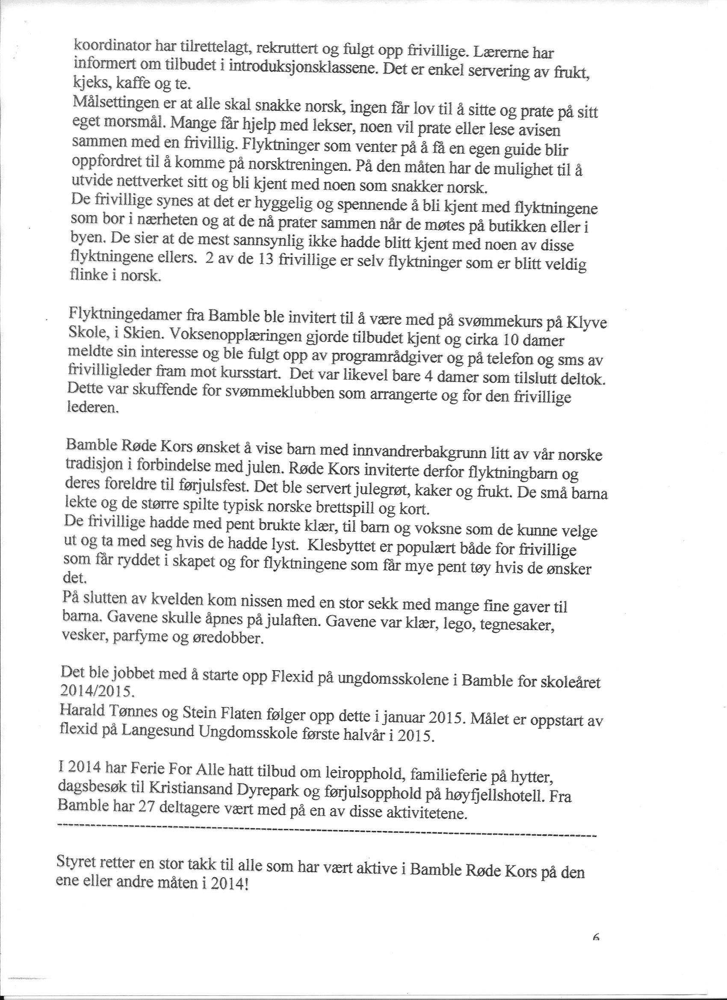 koordinator har tilrettelagt, rekruttert og fulgt opp frivillige. Lærerne har
informert om tilbudet i introduksjonsklassene. Det er enkel servering av frukt,
kjeks, kaffe og te.
Målsettingen er at alle skal snakke norsk, ingen får lov til å sitte og prate på sitt
eget morsmål. Mange får hjelp med lekser, noen vil prate eller lese avisen
sammen med en frivillig. Flyktninger som venter på å få en egen guide blir
oppfordret til å komme på norsktreningen. På den måten har de mulighet til å
utvide nettverket sitt og bli kjent med noen som snakker norsk.
De frivillige synes at det er hyggelig og spennende å bli kjent med flyktningene
som bor i nærheten og at de nå prater sammen når de møtes på butikken eller i
byen. De sier at de mest sannsynlig ikke hadde blitt kjent med noen av disse
flyktningene ellers.  2 av de 13 frivillige er selv flyktninger som er blitt veldig
flinke i norsk.

Flyktningedamer fra Bamble ble invitert til å være med på svømmekurs på Klyve
Skole, i Skien. Voksenopplæringen gjorde tilbudet kjent og cirka 10 damer
meldte sin interesse og ble fulgt opp av programrådgiver og på telefon og sms av
frivilligleder fram mot kursstart.  Det var likevel bare 4 damer som tilslutt deltok.
Dette var skuffende for svømmeklubben som arrangerte og for den frivillige
lederen.

Bamble Røde Kors ønsket å vise barn med innvandrerbakgrunn litt av vår norske
tradisjon i forbindelse med julen. Røde Kors inviterte derfor flyktningbarn og
deres foreldre til førjulsfest. Det ble servert julegrøt, kaker og frukt. De små barna
lekte og de større spilte typisk norske brettspill og kort.
De frivillige hadde med pent brukte klær, til barn og voksne som de kunne velge
ut og ta med seg hvis de hadde lyst.  Klesbyttet er populært både for frivillige
som får ryddet i skapet og for flyktningene som får mye pent tøy hvis de ønsker
det.
På slutten av kvelden kom nissen med en stor sekk med mange fine gaver til
barna. Gavene skulle åpnes på julaften. Gavene var klær, lego, tegnesaker,
vesker, parfyme og øredobber.

Det ble jobbet med å starte opp Flexid på ungdomsskolene i Bamble for skoleåret
2014/2015.
Harald Tønnes og Stein Flaten følger opp dette i januar 2015. Målet er oppstart av
flexid på Langesund Ungdomsskole første halvår i 2015.

I 2014 har Ferie For Alle hatt tilbud om leiropphold, familieferie på hytter,
dagsbesøk til Kristiansand Dyrepark og førjulsopphold på høyfjellshotell. Fra
Bamble har 27 deltagere vært med på en av disse aktivitetene.
----------------------------------------------------------------------------------------------------

Styret retter en stor takk til alle som har vært aktive i Bamble Røde Kors på den
ene eller andre måten i 2014!

6